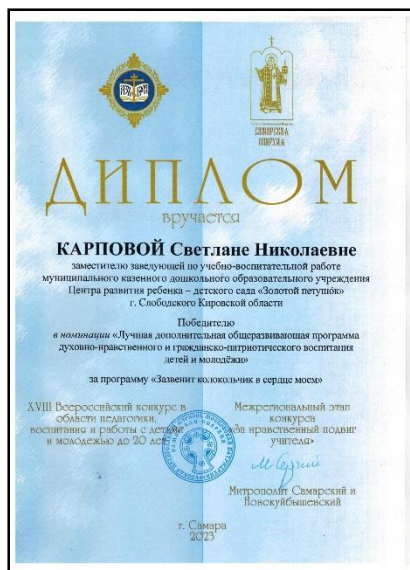 САМАРСКАЯ
ЕПАРХИЯ
ДИПЛОМ
вручается
КАРПОВОЙ Светлане Николаевне
заместителю заведующей по учебно-воспитательной работе
муниципального казенного дошкольного образовательного учреждения
Центра развития ребенка – детского сада «Золотой петушок»
г. Слободского Кировской области
Победителю
в номинации «Лучшая дополнительная общеразвивающая программа
духовно-нравственного и гражданско-патриотического воспитания
детей и молодёжи»
за программу «Зазвенит колокольчик в сердце моем»
XVIII Всероссийский конкурс в
области педагогики,
воспитания и работы с детьми
и молодежью до 20 лет
Межрегиональный этап
конкурса
«За нравственный подвиг
учителя»
Митрополит Самарский и
Новокуйбышевский
г. Самара
2023